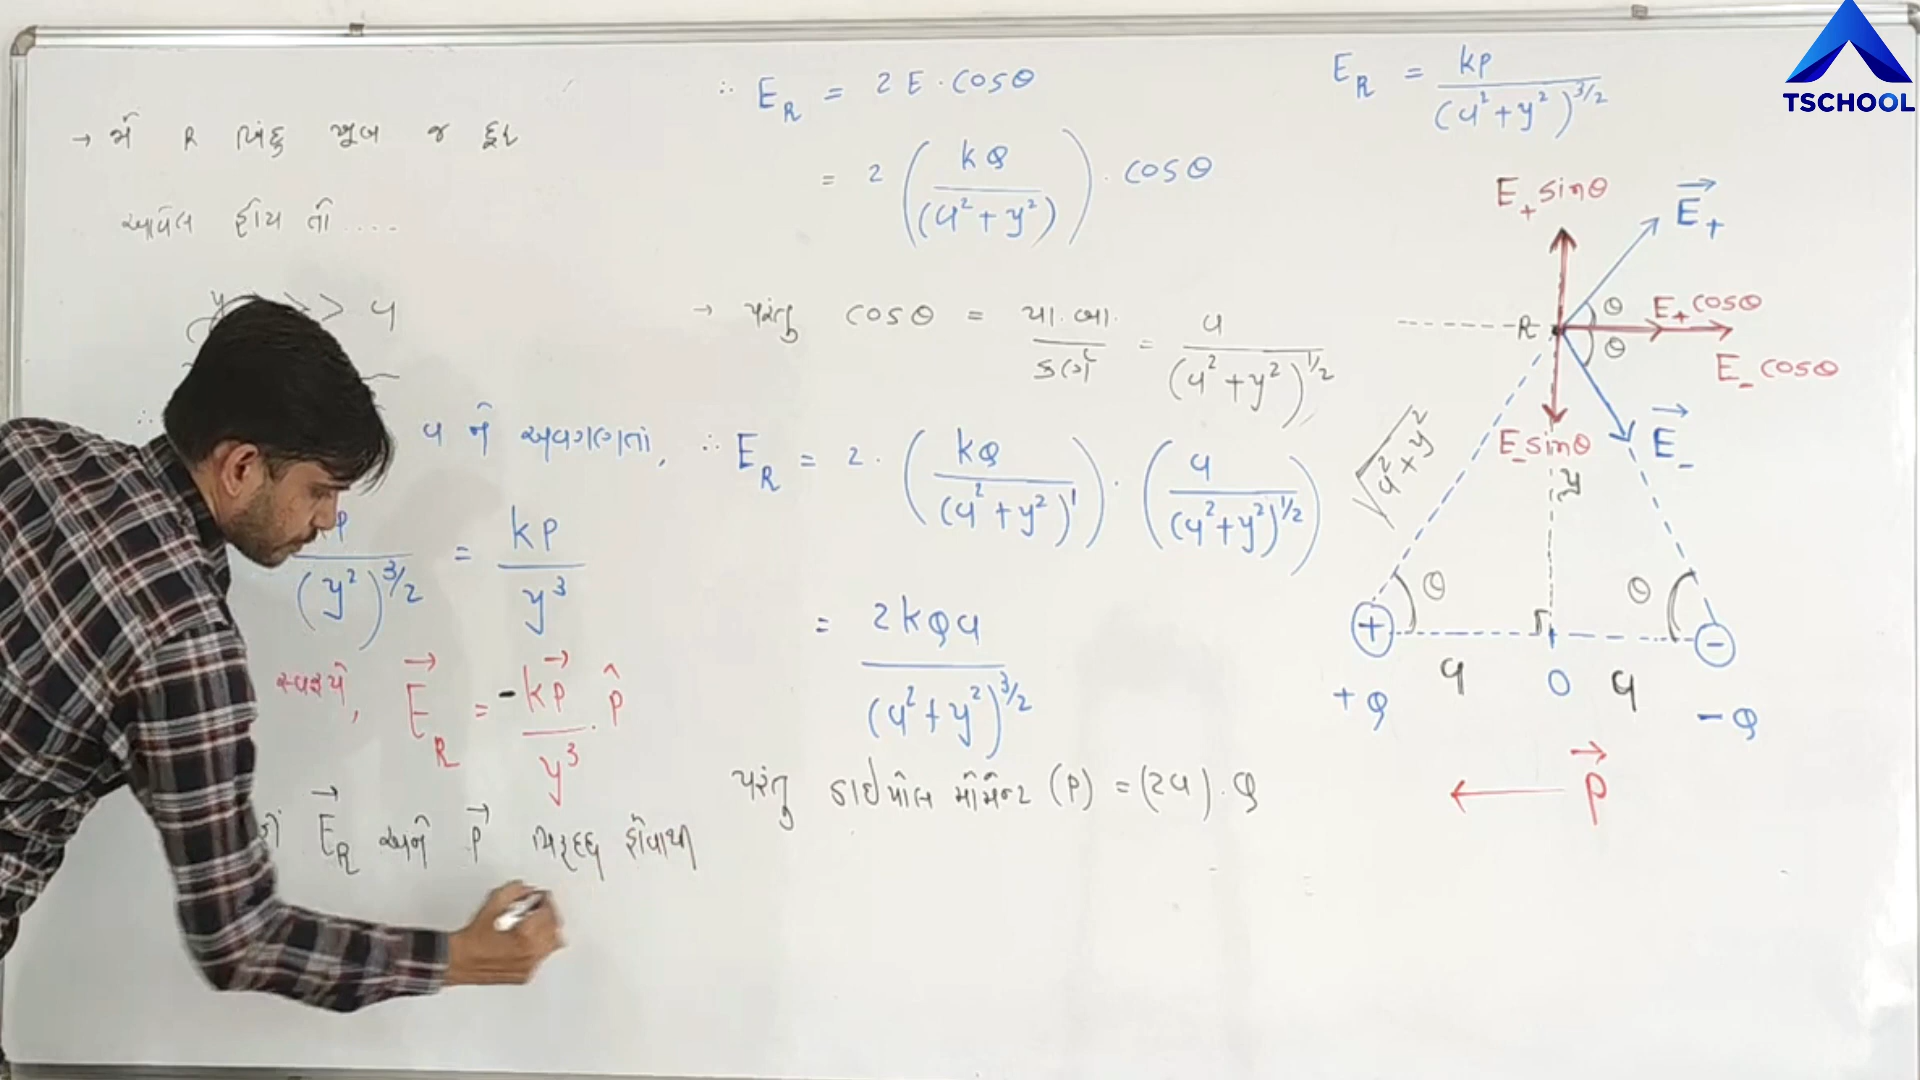 → જો R બિંદુ ખૂબ જ દૂર
આવેલ હોય તો ....
y >> a
∴ a ને અવગણતાં,
p / (y²)^3/2 = kp / y³
સ્વરૂપે, E⃗_R = -kp⃗ / y³ · p̂
E⃗_R અને p⃗ વિરૂદ્ધ હોવાથી
∴ E_R = 2 E · cosθ
= 2 (kQ / (a² + y²)) · cosθ
→ પરંતુ cosθ = પા.બા. / કર્ણ = a / (a² + y²)^1/2
∴ E_R = 2 · (kQ / (a² + y²)^1) · (a / (a² + y²)^1/2)
= 2kQa / (a² + y²)^3/2
પરંતુ ડાઇપોલ મોમેન્ટ (p) = (2a) · Q
E_R = kp / (a² + y²)^3/2
TSCHOOL
E₊ sinθ
E⃗₊
R θ E₊ cosθ
θ E₋ cosθ
E₋ sinθ E⃗₋
√a² + y²
y
θ θ
+ −
a O a
+Q −Q
p⃗